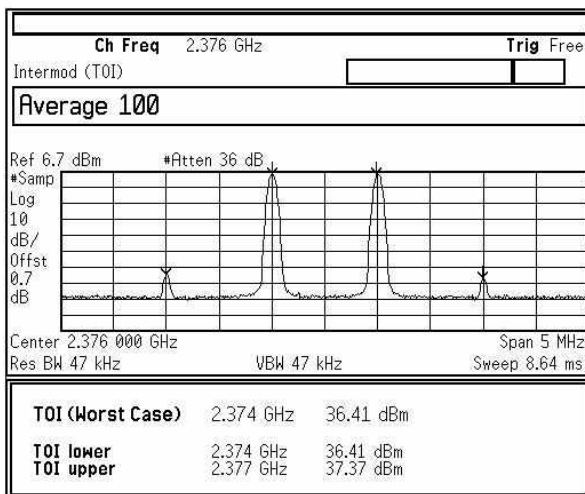 Ch Freq 2.376 GHz Trig Free
Intermod (TOI)
Average 100
Ref 6.7 dBm #Atten 36 dB
#Samp
Log
10
dB/
Offst
0.7
dB
Center 2.376 000 GHz Span 5 MHz
Res BW 47 kHz VBW 47 kHz Sweep 8.64 ms
TOI (Worst Case) 2.374 GHz 36.41 dBm
TOI lower 2.374 GHz 36.41 dBm
TOI upper 2.377 GHz 37.37 dBm